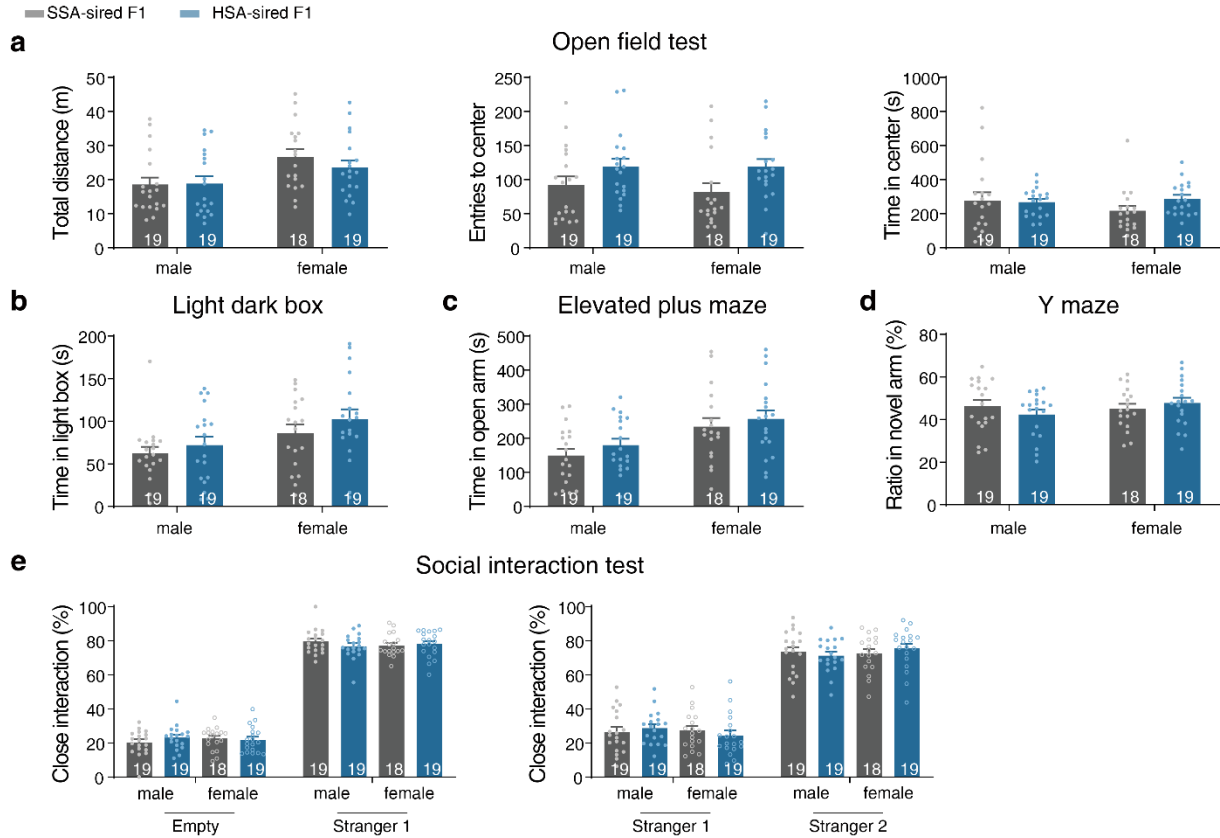 SSA-sired F1 HSA-sired F1
a
Open field test
Total distance (m)
50
40
30
20
10
0
19 19 18 19
male female
Entries to center
250
200
150
100
50
0
19 19 18 19
male female
Time in center (s)
1000
800
600
400
200
0
19 19 18 19
male female
b Light dark box
Time in light box (s)
200
150
100
50
0
19 19 18 19
male female
c Elevated plus maze
Time in open arm (s)
500
400
300
200
100
0
19 19 18 19
male female
d Y maze
Ratio in novel arm (%)
80
60
40
20
0
19 19 18 19
male female
e
Social interaction test
Close interaction (%)
100
80
60
40
20
0
19 19 18 19 19 19 18 19
male female male female
Empty Stranger 1
Close interaction (%)
100
80
60
40
20
0
19 19 18 19 19 19 18 19
male female male female
Stranger 1 Stranger 2